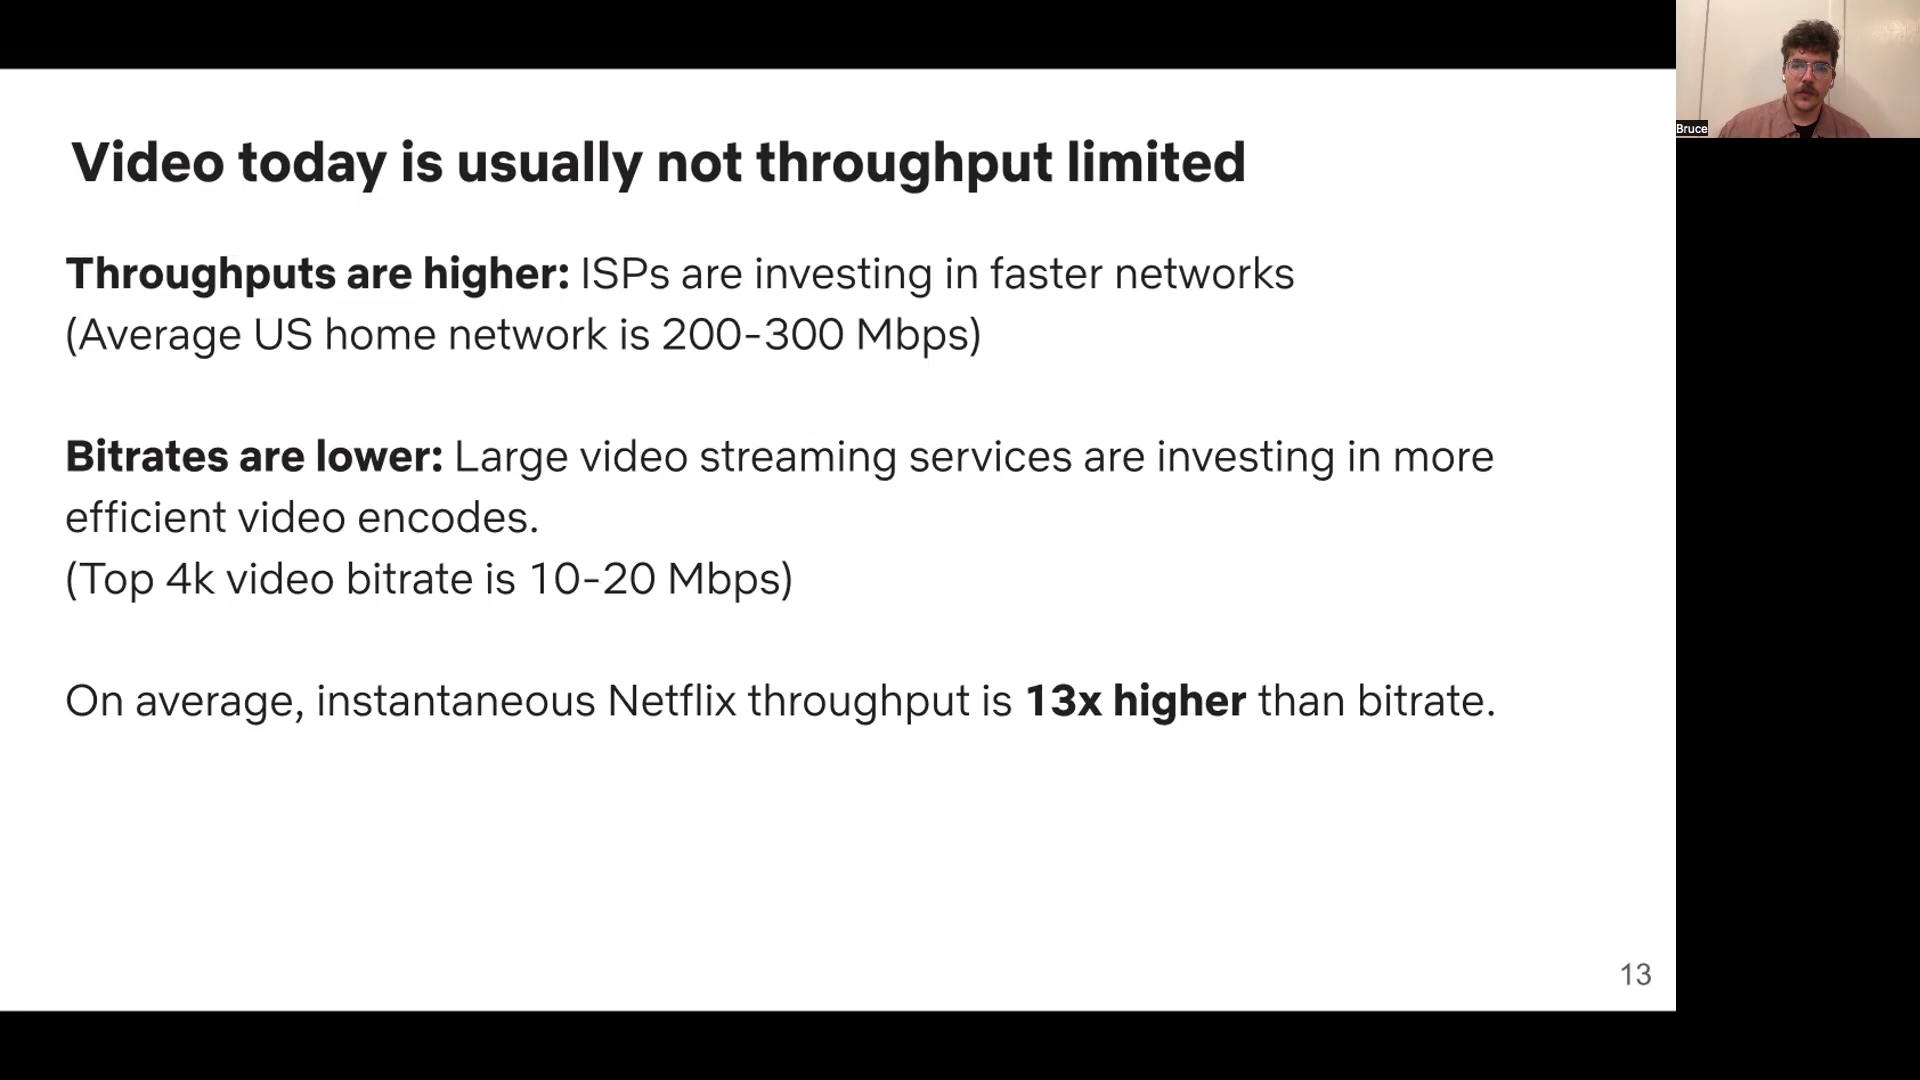 Video today is usually not throughput limited
Throughputs are higher: ISPs are investing in faster networks
(Average US home network is 200-300 Mbps)
Bitrates are lower: Large video streaming services are investing in more
efficient video encodes.
(Top 4k video bitrate is 10-20 Mbps)
On average, instantaneous Netflix throughput is 13x higher than bitrate.
13
Bruce